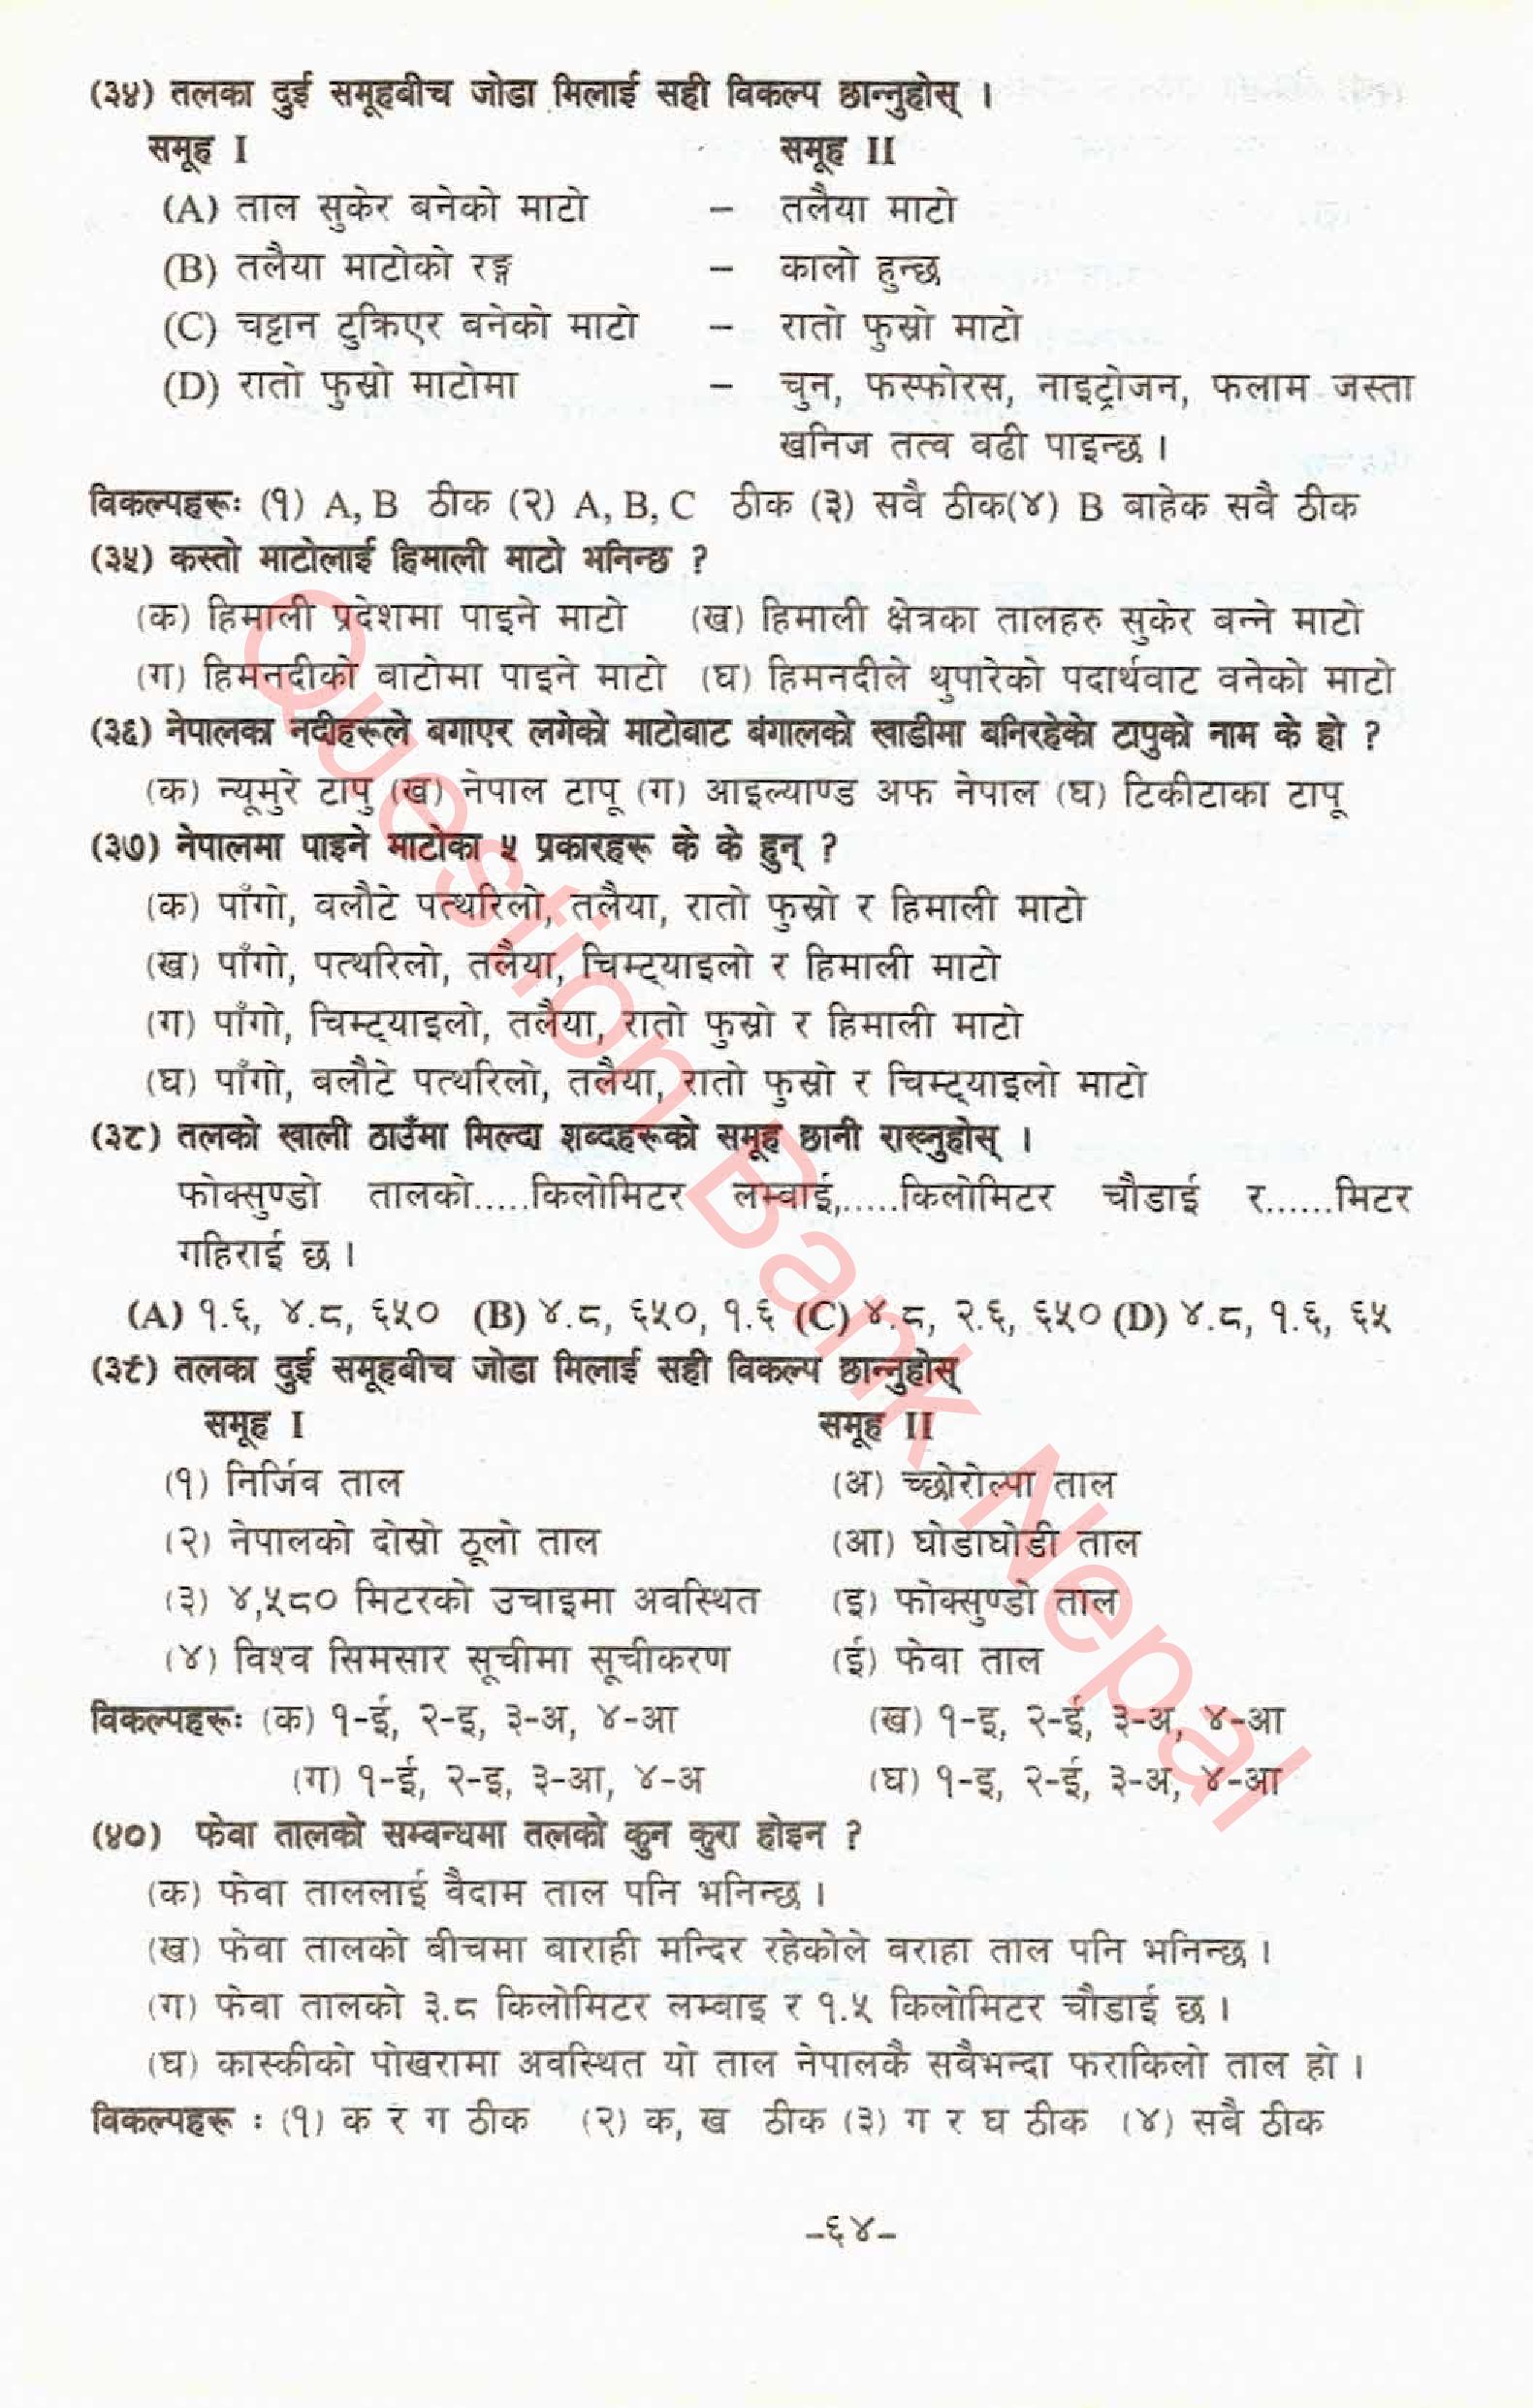 (३४) तलका दुई समूहबीच जोडा मिलाई सही विकल्प छान्नुहोस् ।
समूह I समूह II
(A) ताल सुकेर बनेको माटो – तलैया माटो
(B) तलैया माटोको रङ्ग – कालो हुन्छ
(C) चट्टान टुक्रिएर बनेको माटो – रातो फुस्रो माटो
(D) रातो फुस्रो माटोमा – चुन, फस्फोरस, नाइट्रोजन, फलाम जस्ता
खनिज तत्व वढी पाइन्छ ।
विकल्पहरूः (१) A, B ठीक (२) A, B, C ठीक (३) सवै ठीक(४) B बाहेक सवै ठीक
(३५) कस्तो माटोलाई हिमाली माटो भनिन्छ ?
(क) हिमाली प्रदेशमा पाइने माटो (ख) हिमाली क्षेत्रका तालहरु सुकेर बन्ने माटो
(ग) हिमनदीको बाटोमा पाइने माटो (घ) हिमनदीले थुपारेको पदार्थवाट वनेको माटो
(३६) नेपालका नदीहरूले बगाएर लगेको माटोबाट बंगालको खाडीमा बनिरहेको टापुको नाम के हो ?
(क) न्यूमुरे टापु (ख) नेपाल टापू (ग) आइल्याण्ड अफ नेपाल (घ) टिकीटाका टापू
(३७) नेपालमा पाइने माटोका ५ प्रकारहरू के के हुन् ?
(क) पाँगो, वलौटे पत्थरिलो, तलैया, रातो फुस्रो र हिमाली माटो
(ख) पाँगो, पत्थरिलो, तलैया, चिम्ट्याइलो र हिमाली माटो
(ग) पाँगो, चिम्ट्याइलो, तलैया, रातो फुस्रो र हिमाली माटो
(घ) पाँगो, बलौटे पत्थरिलो, तलैया, रातो फुस्रो र चिम्ट्याइलो माटो
(३८) तलको खाली ठाउँमा मिल्दा शब्दहरूको समूह छानी राख्नुहोस् ।
फोक्सुण्डो तालको.....किलोमिटर लम्वाई,.....किलोमिटर चौडाई र......मिटर
गहिराई छ ।
(A) १.६, ४.८, ६५० (B) ४.८, ६५०, १.६ (C) ४.८, २.६, ६५० (D) ४.८, १.६, ६५
(३९) तलका दुई समूहबीच जोडा मिलाई सही विकल्प छान्नुहोस्
समूह I समूह II
(१) निर्जिव ताल (अ) च्छोरोल्पा ताल
(२) नेपालको दोस्रो ठूलो ताल (आ) घोडाघोडी ताल
(३) ४,५८० मिटरको उचाइमा अवस्थित (इ) फोक्सुण्डो ताल
(४) विश्व सिमसार सूचीमा सूचीकरण (ई) फेवा ताल
विकल्पहरूः (क) १-ई, २-इ, ३-अ, ४-आ (ख) १-इ, २-ई, ३-अ, ४-आ
(ग) १-ई, २-इ, ३-आ, ४-अ (घ) १-इ, २-ई, ३-अ, ४-आ
(४०) फेवा तालको सम्वन्धमा तलको कुन कुरा होइन ?
(क) फेवा ताललाई वैदाम ताल पनि भनिन्छ ।
(ख) फेवा तालको बीचमा बाराही मन्दिर रहेकोले वराहा ताल पनि भनिन्छ ।
(ग) फेवा तालको ३.८ किलोमिटर लम्वाइ र १.५ किलोमिटर चौडाई छ ।
(घ) कास्कीको पोखरामा अवस्थित यो ताल नेपालकै सबैभन्दा फराकिलो ताल हो ।
विकल्पहरू : (१) क र ग ठीक (२) क, ख ठीक (३) ग र घ ठीक (४) सबै ठीक
-६४-
Question Bank Nepal